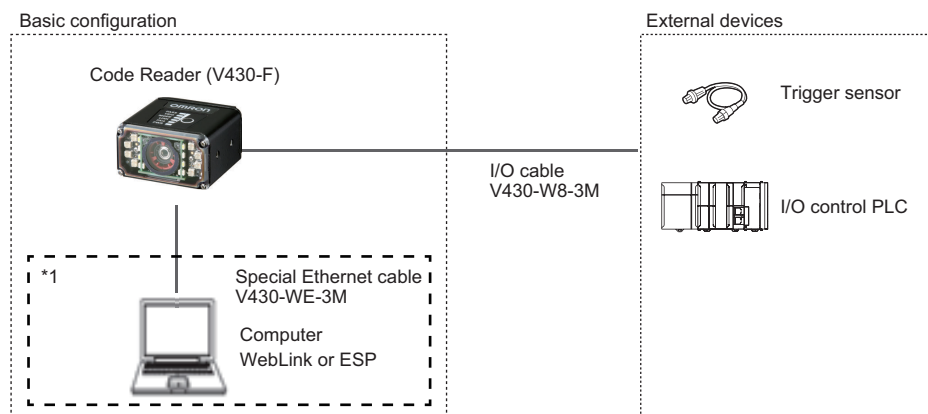 Basic configuration
External devices
Code Reader (V430-F)
omron
Trigger sensor
I/O cable
V430-W8-3M
I/O control PLC
*1
Special Ethernet cable
V430-WE-3M
Computer
WebLink or ESP